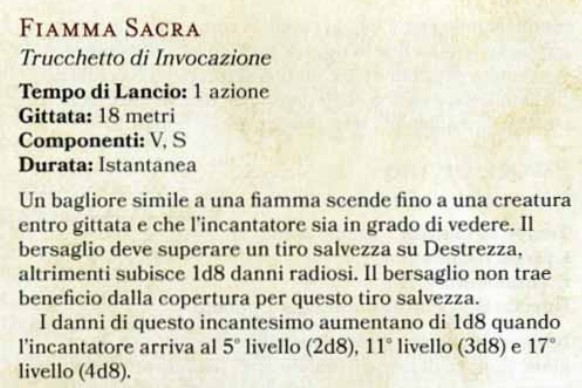 FIAMMA SACRA
Trucchetto di Invocazione
Tempo di Lancio: 1 azione
Gittata: 18 metri
Componenti: V, S
Durata: Istantanea
Un bagliore simile a una fiamma scende fino a una creatura
entro gittata e che l'incantatore sia in grado di vedere. Il
bersaglio deve superare un tiro salvezza su Destrezza,
altrimenti subisce 1d8 danni radiosi. Il bersaglio non trae
beneficio dalla copertura per questo tiro salvezza.
I danni di questo incantesimo aumentano di 1d8 quando
l'incantatore arriva al 5° livello (2d8), 11° livello (3d8) e 17°
livello (4d8).